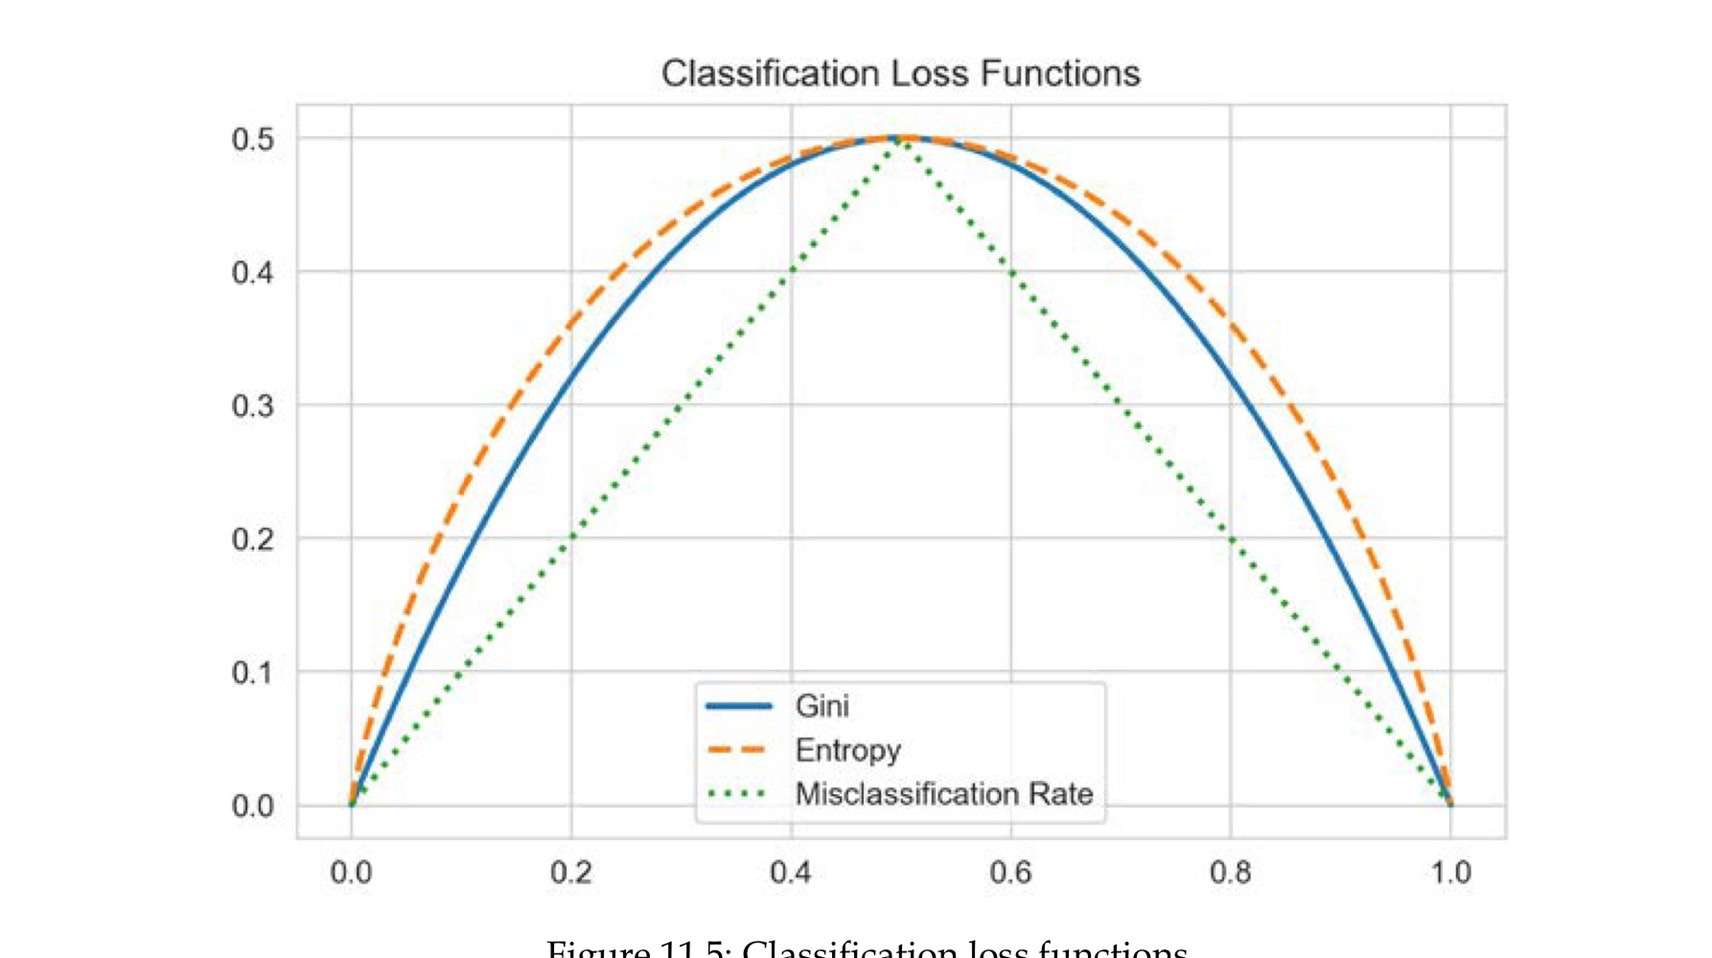 Classification Loss Functions
0.5
0.4
0.3
0.2
0.1
0.0
Gini
Entropy
Misclassification Rate
0.0 0.2 0.4 0.6 0.8 1.0
Figure 11.5: Classification loss functions